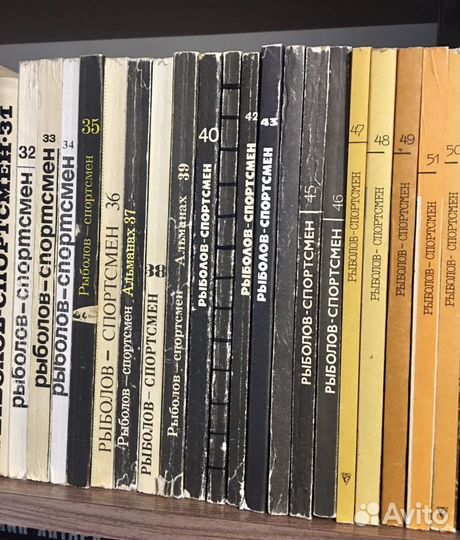 РЫБОЛОВ-СПОРТСМЕН·31
32 рыболов–спортсмен
33 рыболов–спортсмен
34 рыболов–спортсмен
Рыболов–спортсмен 35
РЫБОЛОВ – СПОРТСМЕН 36
Рыболов–спортсмен Альманах 37
РЫБОЛОВ – СПОРТСМЕН 38
Рыболов–спортсмен Альманах 39
РЫБОЛОВ-СПОРТСМЕН 40
РЫБОЛОВ-СПОРТСМЕН 42
РЫБОЛОВ-СПОРТСМЕН 43
РЫБОЛОВ-СПОРТСМЕН 45
РЫБОЛОВ-СПОРТСМЕН 46
РЫБОЛОВ- СПОРТСМЕН 47
РЫБОЛОВ- СПОРТСМЕН 48
РЫБОЛОВ- СПОРТСМЕН 49
РЫБОЛОВ- СПОРТСМЕН 51
РЫБОЛОВ- СПОРТСМЕН 50
Avito